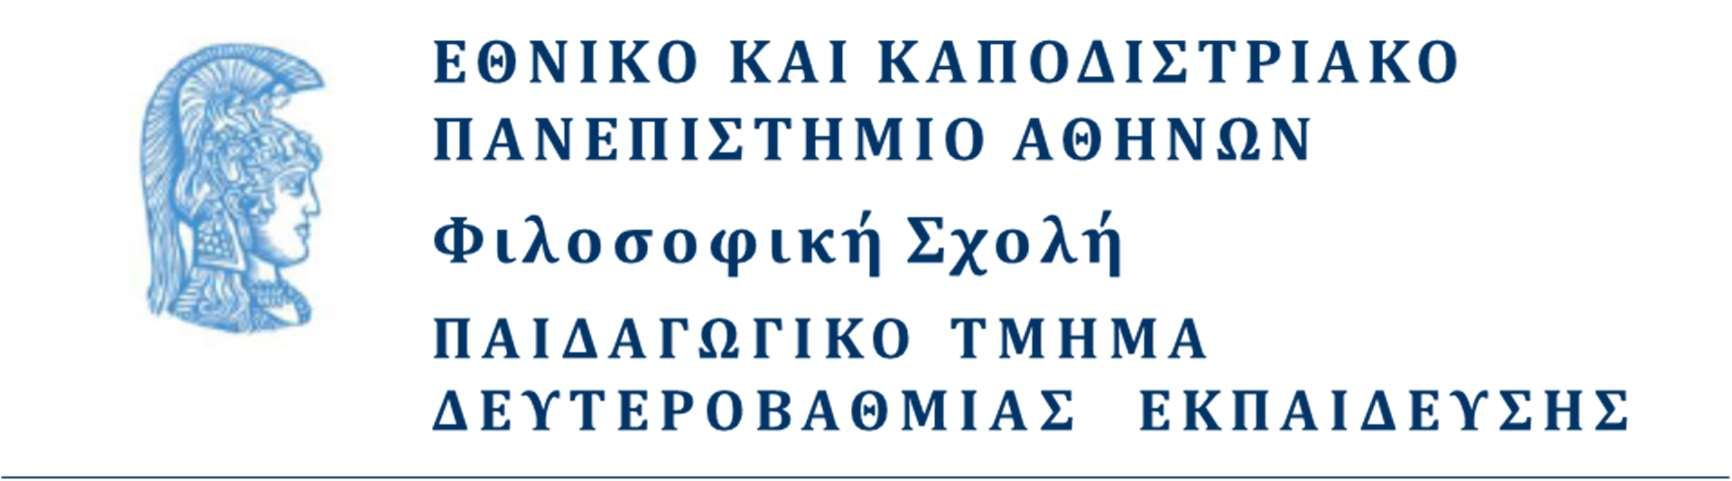 ΕΘΝΙΚΟ ΚΑΙ ΚΑΠΟΔΙΣΤΡΙΑΚΟ
ΠΑΝΕΠΙΣΤΗΜΙΟ ΑΘΗΝΩΝ
Φιλοσοφική Σχολή
ΠΑΙΔΑΓΩΓΙΚΟ ΤΜΗΜΑ
ΔΕΥΤΕΡΟΒΑΘΜΙΑΣ ΕΚΠΑΙΔΕΥΣΗΣ